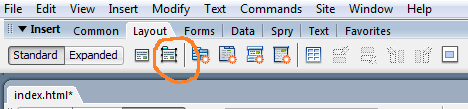 File Edit View Insert Modify Text Commands Site Window Help
Insert Common Layout Forms Data Spry Text Favorites
Standard Expanded
index.html*